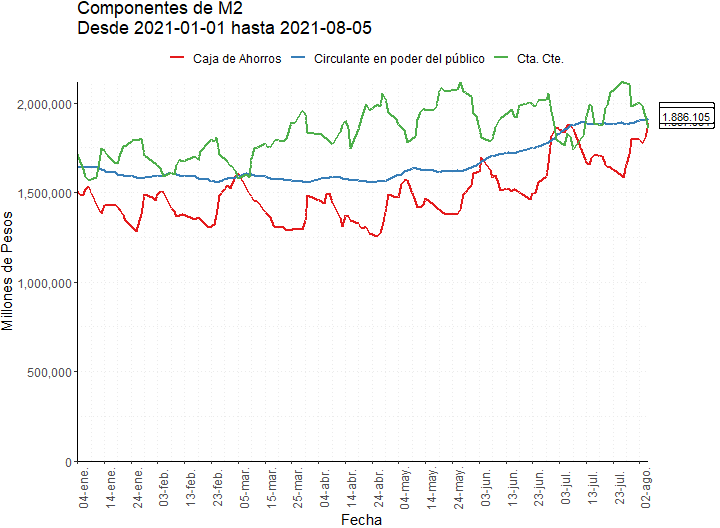 Componentes de M2
Desde 2021-01-01 hasta 2021-08-05
Caja de Ahorros Circulante en poder del público Cta. Cte.
2,000,000
1,500,000
1,000,000
500,000
0
Millones de Pesos
1.886.105
04-ene.
14-ene.
24-ene.
03-feb.
13-feb.
23-feb.
05-mar.
15-mar.
25-mar.
04-abr.
14-abr.
24-abr.
04-may.
14-may.
24-may.
03-jun.
13-jun.
23-jun.
03-jul.
13-jul.
23-jul.
02-ago.
Fecha